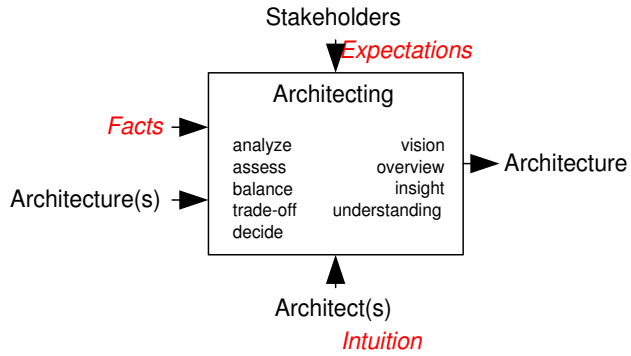 Stakeholders
Expectations
Architecting
Facts
analyze vision
assess overview
Architecture
balance insight
Architecture(s)
trade-off understanding
decide
Architect(s)
Intuition